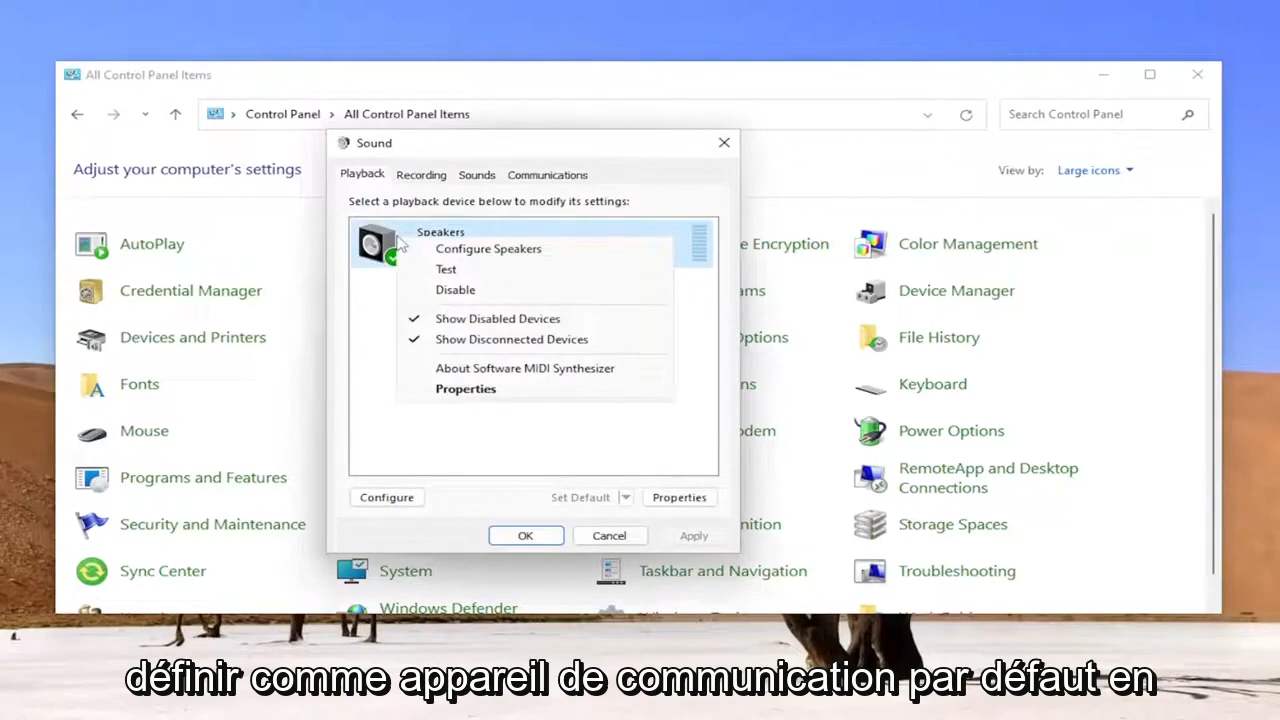 All Control Panel Items
Control Panel > All Control Panel Items
Search Control Panel
Adjust your computer's settings
View by: Large icons
Sound
Playback Recording Sounds Communications
Select a playback device below to modify its settings:
Speakers
Configure Speakers
Test
Disable
Show Disabled Devices
Show Disconnected Devices
About Software MIDI Synthesizer
Properties
Configure Set Default Properties
OK Cancel Apply
AutoPlay
Encryption
Color Management
Credential Manager
Device Manager
Devices and Printers
Options
File History
Fonts
Keyboard
Mouse
Power Options
Programs and Features
RemoteApp and Desktop
Connections
Security and Maintenance
Storage Spaces
Sync Center
System
Taskbar and Navigation
Troubleshooting
Windows Defender
définir comme appareil de communication par défaut en